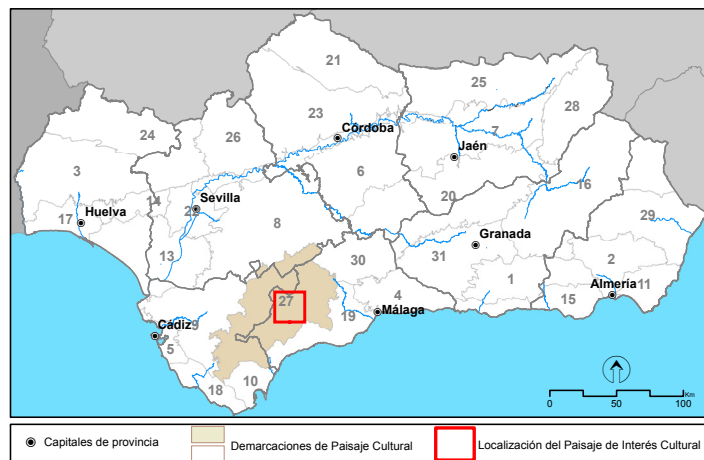 21
25
23
28
24
26
Córdoba
7
3
Jaén
6
14
20
16
Sevilla
22
17
Huelva
8
29
Granada
13
30
31
2
1
27
Almería
11
4
15
19
Málaga
9
Cádiz
5
10
18
0 50 100
Km
Capitales de provincia
Demarcaciones de Paisaje Cultural
Localización del Paisaje de Interés Cultural